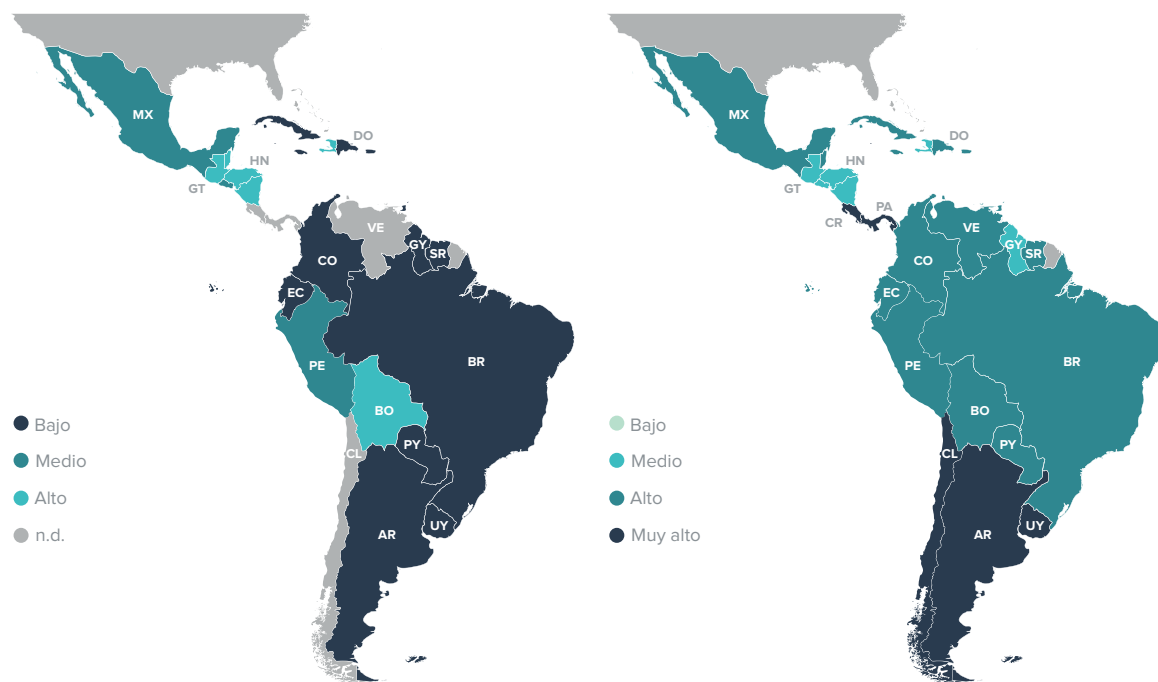 MX
DO
HN
GT
VE
GY
SR
CO
EC
BR
PE
BO
PY
CL
UY
AR
Bajo
Medio
Alto
n.d.
MX
DO
HN
GT
PA
CR
VE
GY
SR
CO
EC
BR
PE
BO
PY
CL
UY
AR
Bajo
Medio
Alto
Muy alto